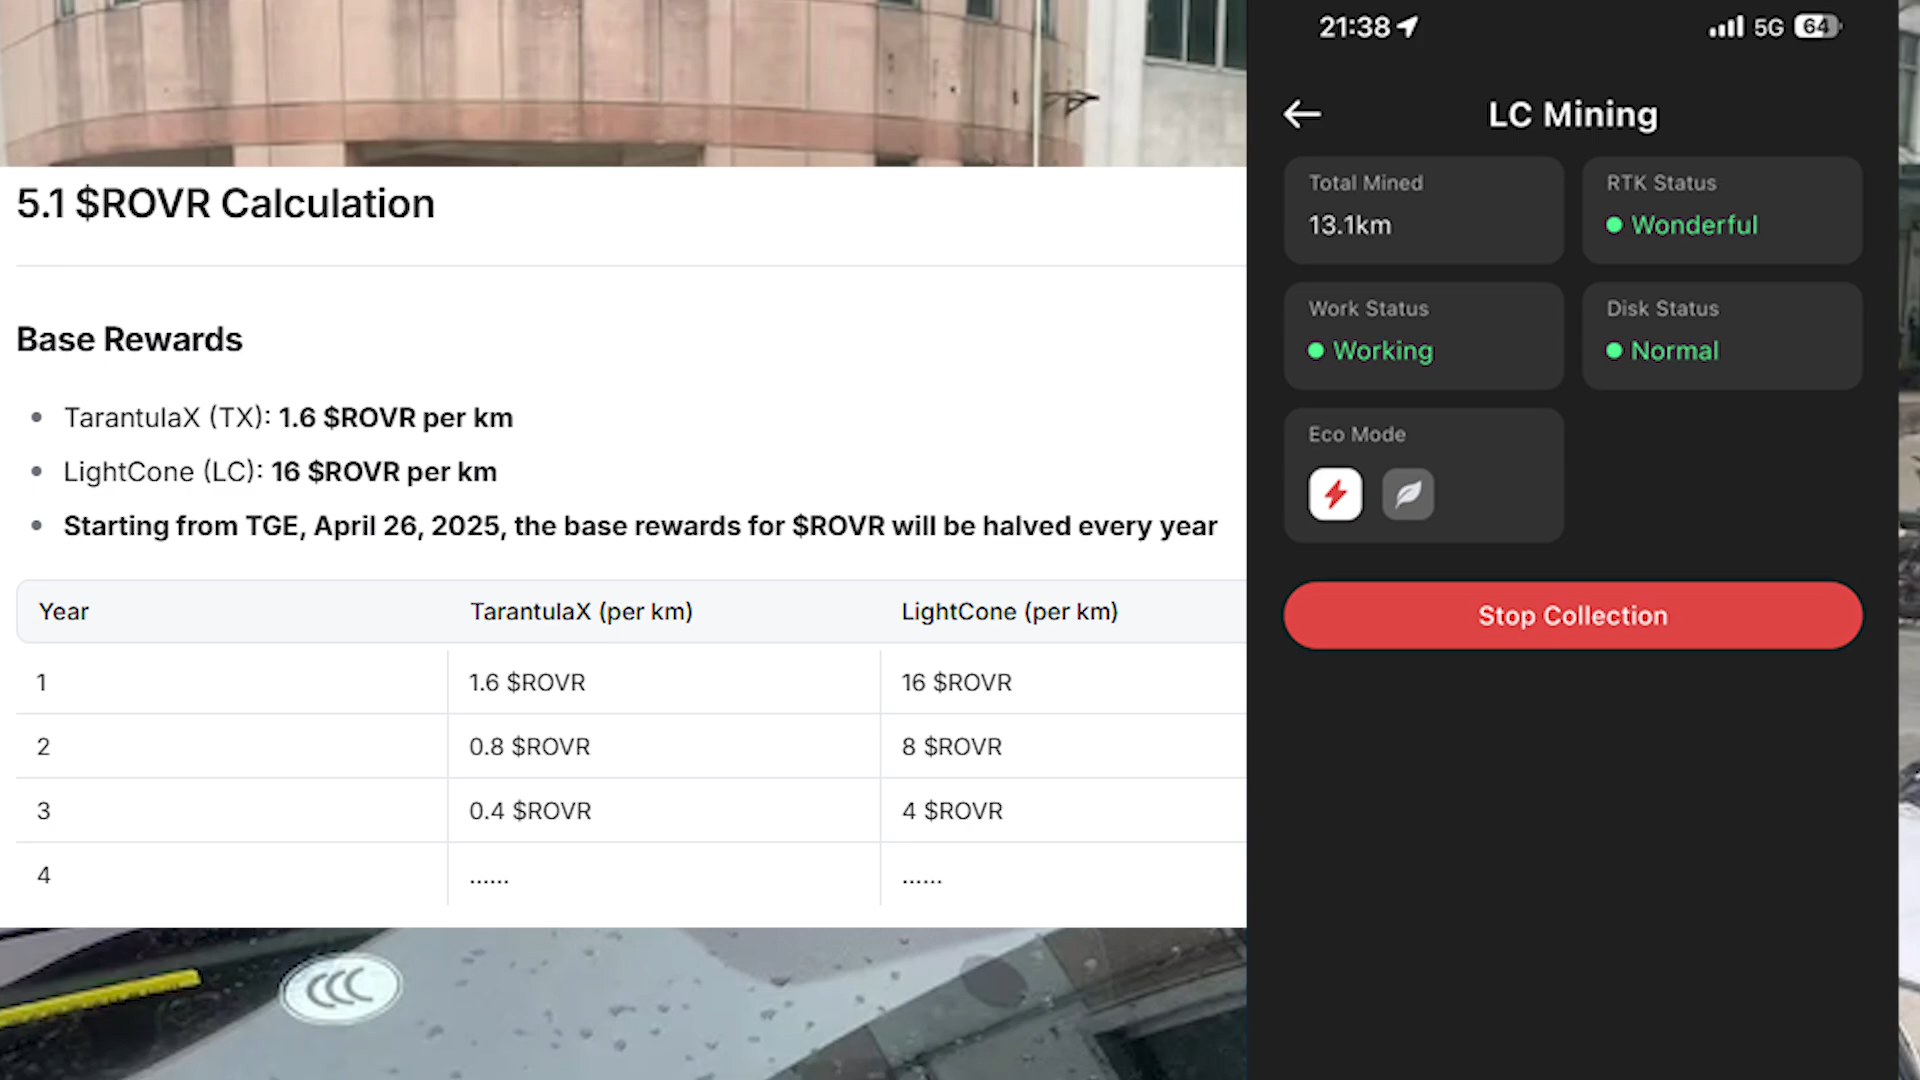 5.1 $ROVR Calculation
Base Rewards
TarantulaX (TX): 1.6 $ROVR per km
LightCone (LC): 16 $ROVR per km
Starting from TGE, April 26, 2025, the base rewards for $ROVR will be halved every year
Year TarantulaX (per km) LightCone (per km)
1 1.6 $ROVR 16 $ROVR
2 0.8 $ROVR 8 $ROVR
3 0.4 $ROVR 4 $ROVR
4 ...... ......
CCC
21:38 5G 64
LC Mining
Total Mined
13.1km
RTK Status
Wonderful
Work Status
Working
Disk Status
Normal
Eco Mode
Stop Collection